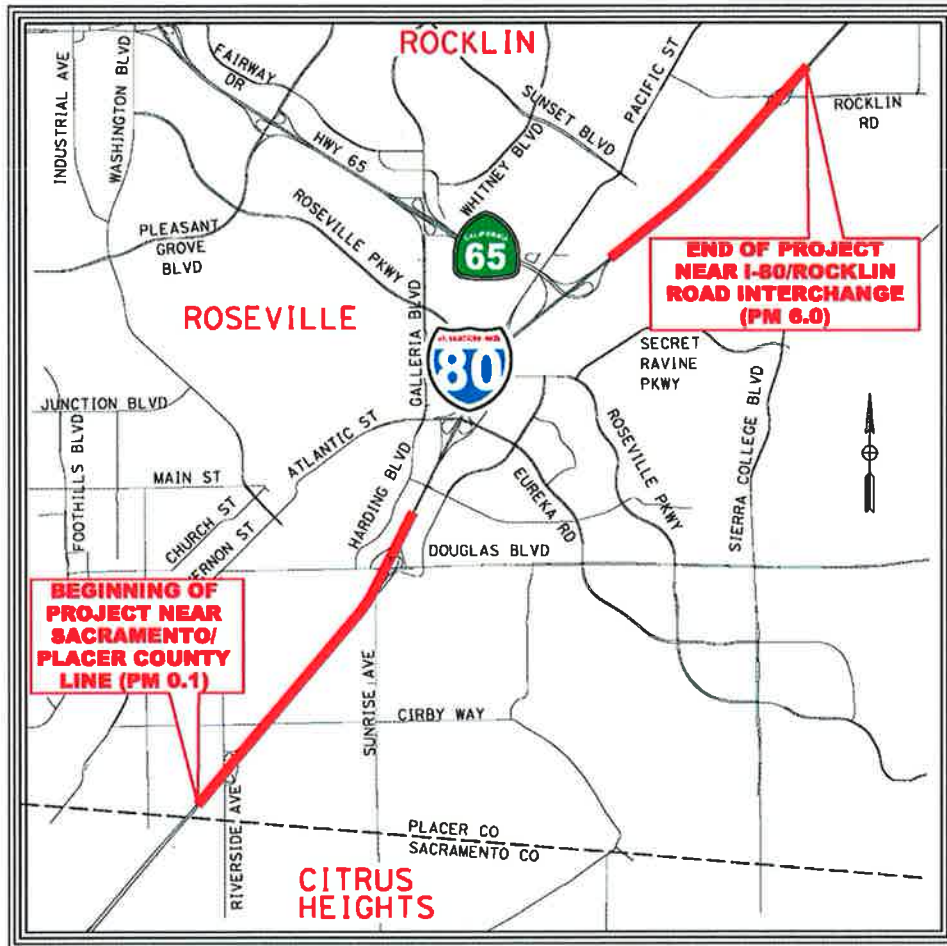 ROCKLIN
INDUSTRIAL AVE
WASHINGTON BLVD
FAIRWAY
DR
HWY 65
SUNSET BLVD
PACIFIC ST
WHITNEY BLVD
ROCKLIN
RD
PLEASANT
GROVE
BLVD
ROSEVILLE PKWY
CALIFORNIA
65
END OF PROJECT
NEAR I-80/ROCKLIN
ROAD INTERCHANGE
(PM 6.0)
ROSEVILLE
GALLERIA BLVD
80
SECRET
RAVINE
PKWY
JUNCTION BLVD
FOOTHILLS BLVD
MAIN ST
ATLANTIC ST
CHURCH ST
VERNON ST
HARDING BLVD
EUREKA RD
ROSEVILLE PKWY
SIERRA COLLEGE BLVD
DOUGLAS BLVD
BEGINNING OF
PROJECT NEAR
SACRAMENTO/
PLACER COUNTY
LINE (PM 0.1)
SUNRISE AVE
CIRBY WAY
RIVERSIDE AVE
PLACER CO
SACRAMENTO CO
CITRUS
HEIGHTS